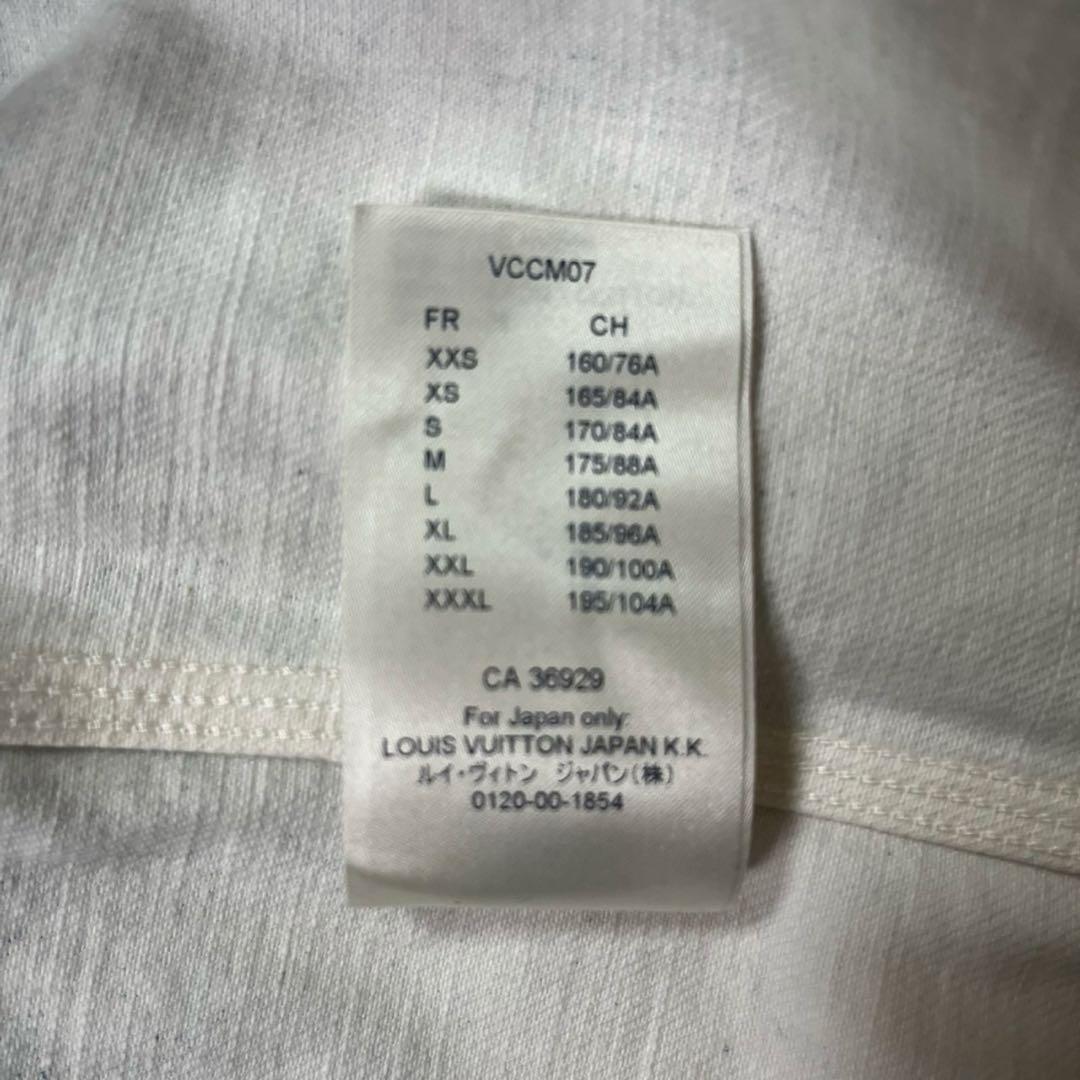 VCCM07
FR CH
XXS 160/76A
XS 165/84A
S 170/84A
M 175/88A
L 180/92A
XL 185/96A
XXL 190/100A
XXXL 195/104A
CA 36929
For Japan only:
LOUIS VUITTON JAPAN K.K.
ルイ・ヴィトン ジャパン(株)
0120-00-1854